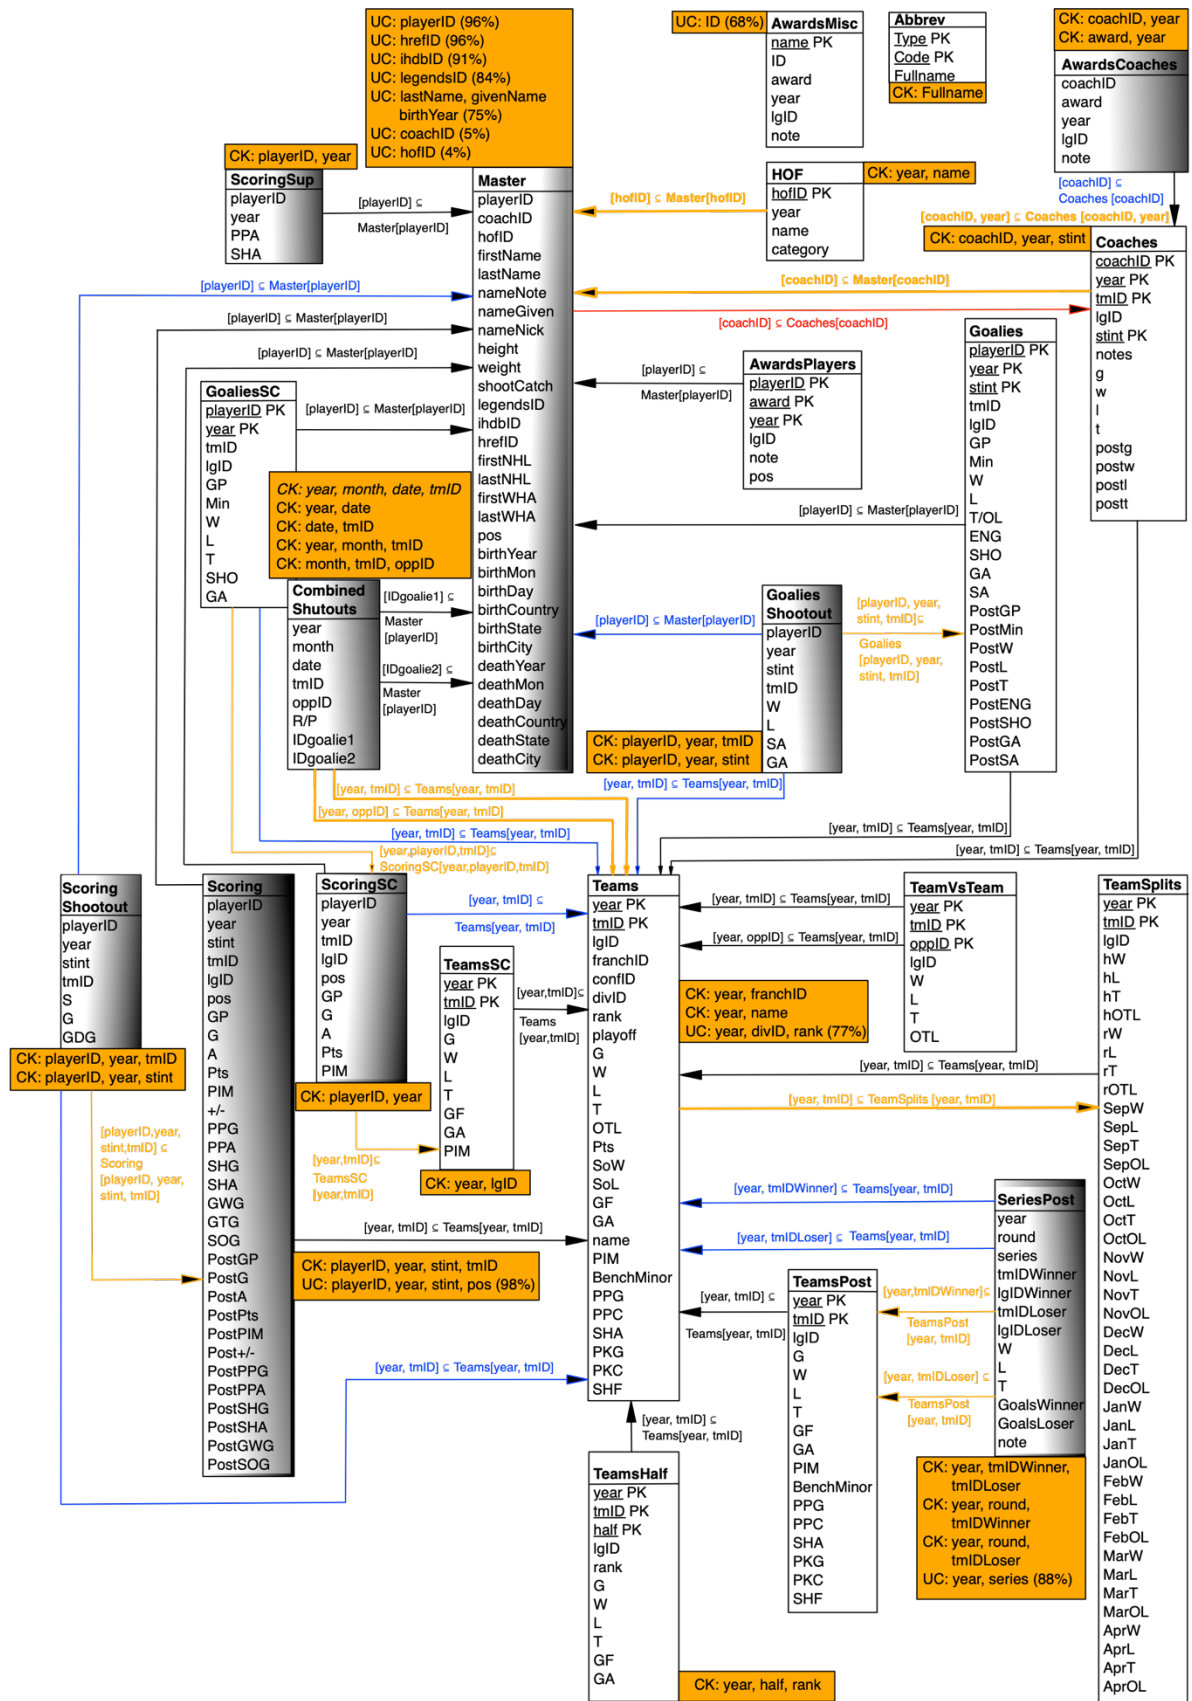 UC: playerID (96%)
UC: hrefID (96%)
UC: ihdbID (91%)
UC: legendsID (84%)
UC: lastName, givenName
birthYear (75%)
UC: coachID (5%)
UC: hofID (4%)
UC: ID (68%)
AwardsMisc
name PK
ID
award
year
lgID
note
Abbrev
Type PK
Code PK
Fullname
CK: Fullname
CK: coachID, year
CK: award, year
AwardsCoaches
coachID
award
year
lgID
note
[coachID] ⊆
Coaches [coachID]
[coachID, year] ⊆ Coaches [coachID, year]
CK: playerID, year
ScoringSup
playerID
year
PPA
SHA
[playerID] ⊆
Master[playerID]
Master
playerID
coachID
hofID
firstName
lastName
nameNote
nameGiven
nameNick
height
weight
shootCatch
legendsID
ihdbID
hrefID
firstNHL
lastNHL
firstWHA
lastWHA
pos
birthYear
birthMon
birthDay
birthCountry
birthState
birthCity
deathYear
deathMon
deathDay
deathCountry
deathState
deathCity
HOF
hofID PK
year
name
category
CK: year, name
[hofID] ⊆ Master[hofID]
CK: coachID, year, stint
Coaches
coachID PK
year PK
tmID PK
lgID
stint PK
notes
g
w
l
t
postg
postw
postl
postt
[coachID] ⊆ Master[coachID]
[coachID] ⊆ Coaches[coachID]
[playerID] ⊆ Master[playerID]
[playerID] ⊆ Master[playerID]
[playerID] ⊆ Master[playerID]
[playerID] ⊆ Master[playerID]
GoaliesSC
playerID PK
year PK
tmID
lgID
GP
Min
W
L
T
SHO
GA
AwardsPlayers
playerID PK
award PK
year PK
lgID
note
pos
[playerID] ⊆
Master[playerID]
Goalies
playerID PK
year PK
stint PK
tmID
lgID
GP
Min
W
L
T/OL
ENG
SHO
GA
SA
PostGP
PostMin
PostW
PostL
PostT
PostENG
PostSHO
PostGA
PostSA
[playerID] ⊆ Master[playerID]
CK: year, month, date, tmID
CK: year, date
CK: date, tmID
CK: year, month, tmID
CK: month, tmID, oppID
Combined
Shutouts
year
month
date
tmID
oppID
R/P
IDgoalie1
IDgoalie2
[IDgoalie1] ⊆
Master
[playerID]
[IDgoalie2] ⊆
Master
[playerID]
Goalies
Shootout
playerID
year
stint
tmID
W
L
SA
GA
[playerID] ⊆ Master[playerID]
[playerID, year,
stint, tmID]⊆
Goalies
[playerID, year,
stint, tmID]
CK: playerID, year, tmID
CK: playerID, year, stint
[year, tmID] ⊆ Teams[year, tmID]
[year, tmID] ⊆ Teams[year, tmID]
[year, oppID] ⊆ Teams[year, tmID]
[year, tmID] ⊆ Teams[year, tmID]
[year, tmID] ⊆ Teams[year, tmID]
[year, tmID] ⊆ Teams[year, tmID]
[year,playerID,tmID]⊆
ScoringSC[year,playerID,tmID]
Scoring
Shootout
playerID
year
stint
tmID
S
G
GDG
CK: playerID, year, tmID
CK: playerID, year, stint
[playerID,year,
stint,tmID] ⊆
Scoring
[playerID, year,
stint, tmID]
Scoring
playerID
year
stint
tmID
lgID
pos
GP
G
A
Pts
PIM
+/-
PPG
PPA
SHG
SHA
GWG
GTG
SOG
PostGP
PostG
PostA
PostPts
PostPIM
Post+/-
PostPPG
PostPPA
PostSHG
PostSHA
PostGWG
PostSOG
ScoringSC
playerID
year
tmID
lgID
pos
GP
G
A
Pts
PIM
CK: playerID, year
[year, tmID] ⊆
Teams[year, tmID]
[year,tmID]⊆
TeamsSC
[year,tmID]
TeamsSC
year PK
tmID PK
lgID
G
W
L
T
GF
GA
PIM
CK: year, lgID
[year,tmID]⊆
Teams
[year,tmID]
[year, tmID] ⊆ Teams[year, tmID]
CK: playerID, year, stint, tmID
UC: playerID, year, stint, pos (98%)
[year, tmID] ⊆ Teams[year, tmID]
Teams
year PK
tmID PK
lgID
franchID
confID
divID
rank
playoff
G
W
L
T
OTL
Pts
SoW
SoL
GF
GA
name
PIM
BenchMinor
PPG
PPC
SHA
PKG
PKC
SHF
CK: year, franchID
CK: year, name
UC: year, divID, rank (77%)
[year, tmID] ⊆ Teams[year, tmID]
[year, oppID] ⊆ Teams[year, tmID]
TeamVsTeam
year PK
tmID PK
oppID PK
lgID
W
L
T
OTL
[year, tmID] ⊆ Teams[year, tmID]
[year, tmID] ⊆ TeamSplits [year, tmID]
TeamSplits
year PK
tmID PK
lgID
hW
hL
hT
hOTL
rW
rL
rT
rOTL
SepW
SepL
SepT
SepOL
OctW
OctL
OctT
OctOL
NovW
NovL
NovT
NovOL
DecW
DecL
DecT
DecOL
JanW
JanL
JanT
JanOL
FebW
FebL
FebT
FebOL
MarW
MarL
MarT
MarOL
AprW
AprL
AprT
AprOL
[year, tmIDWinner] ⊆ Teams[year, tmID]
[year, tmIDLoser] ⊆ Teams[year, tmID]
SeriesPost
year
round
series
tmIDWinner
lgIDWinner
tmIDLoser
lgIDLoser
W
L
T
GoalsWinner
GoalsLoser
note
CK: year, tmIDWinner,
tmIDLoser
CK: year, round,
tmIDWinner
CK: year, round,
tmIDLoser
UC: year, series (88%)
[year, tmID] ⊆
Teams[year, tmID]
TeamsPost
year PK
tmID PK
lgID
G
W
L
T
GF
GA
PIM
BenchMinor
PPG
PPC
SHA
PKG
PKC
SHF
[year,tmIDWinner]⊆
TeamsPost
[year, tmID]
[year, tmIDLoser] ⊆
TeamsPost
[year, tmID]
[year, tmID] ⊆
Teams[year, tmID]
TeamsHalf
year PK
tmID PK
half PK
lgID
rank
G
W
L
T
GF
GA
CK: year, half, rank